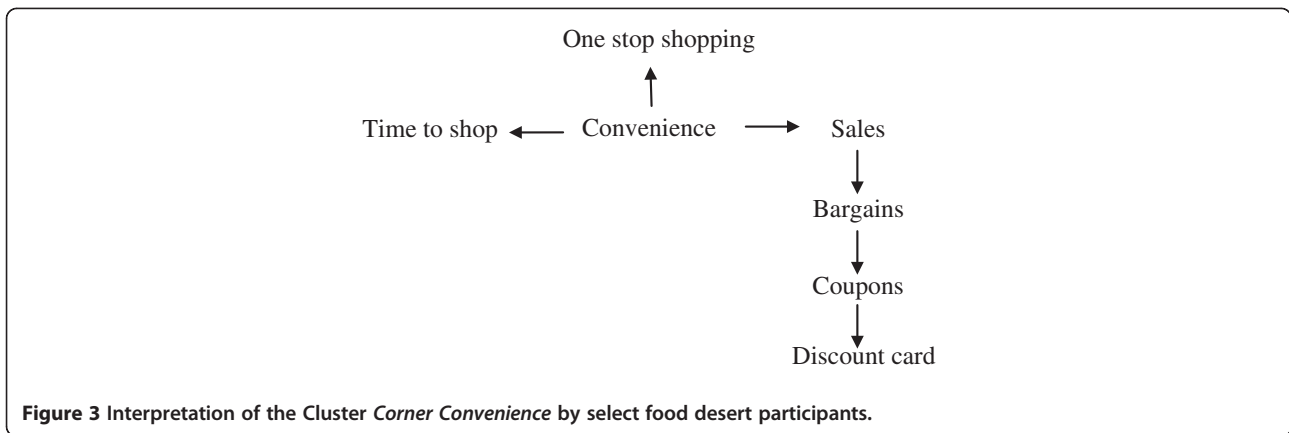 One stop shopping
Time to shop Convenience Sales
Bargains
Coupons
Discount card
Figure 3 Interpretation of the Cluster Corner Convenience by select food desert participants.